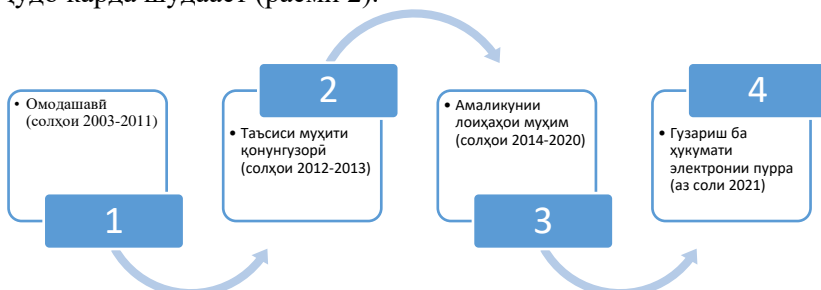 ҷудо карда шудааст (расми 2).
• Омодашавӣ
(солҳои 2003-2011)
1
2
• Таъсиси муҳити
қонунгузорӣ
(солҳои 2012-2013)
• Амаликунии
лоиҳаҳои муҳим
(солҳои 2014-2020)
3
4
• Гузариш ба
ҳукумати
электронии пурра
(аз соли 2021)